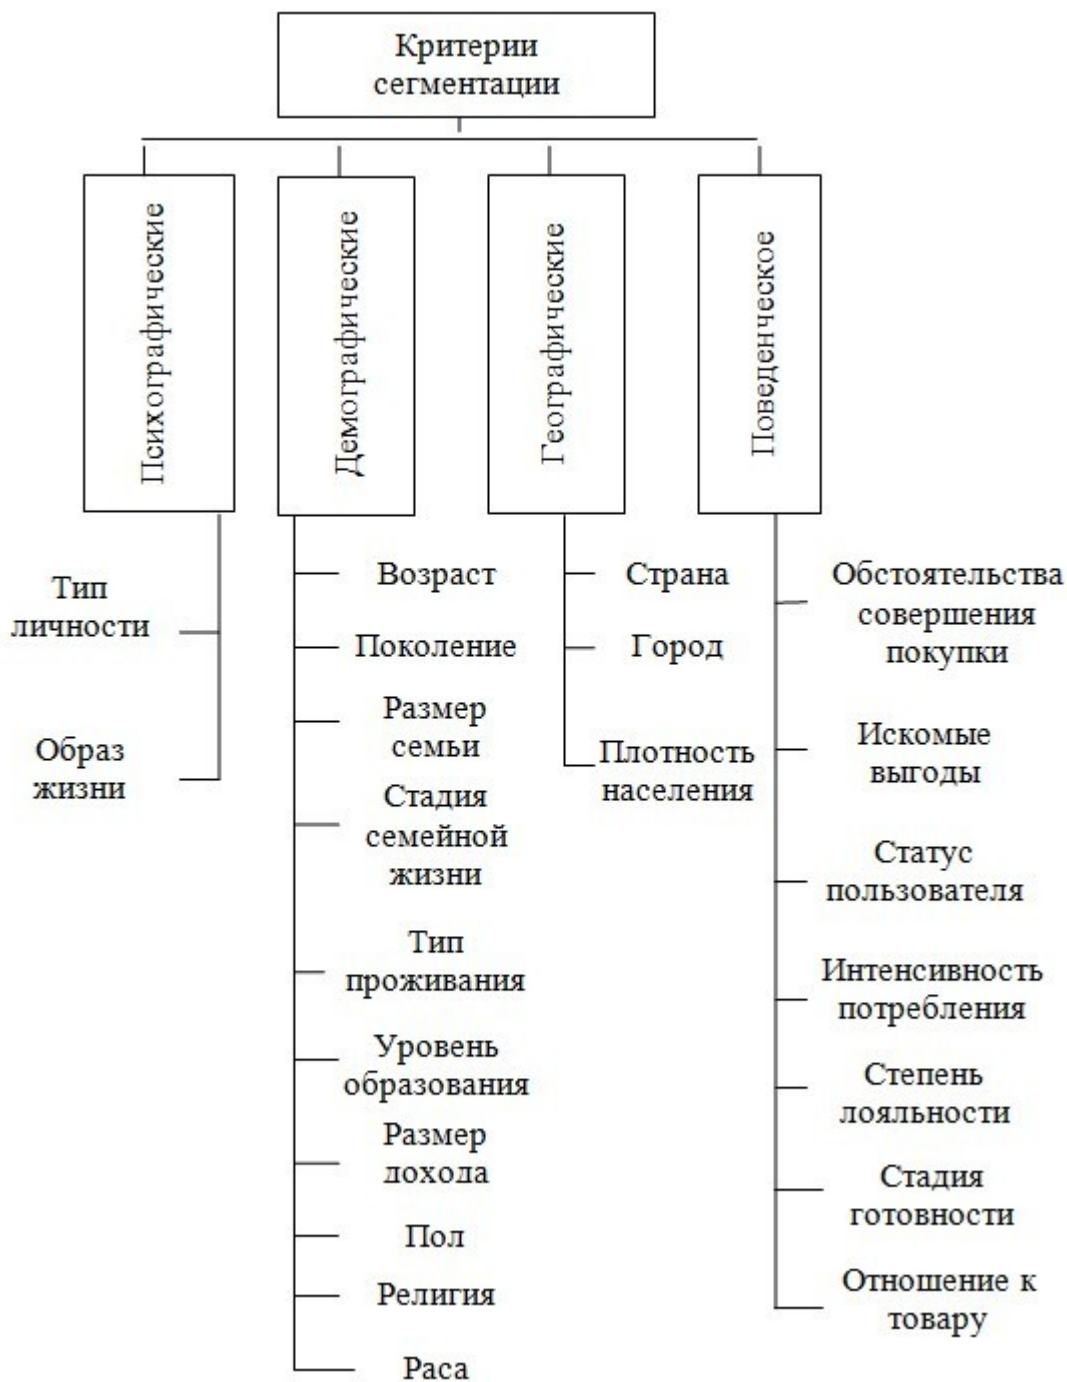 Критерии
сегментации
Психографические
Демографические
Географические
Поведенческое
Тип
личности
Образ
жизни
Возраст
Поколение
Размер
семьи
Стадия
семейной
жизни
Тип
проживания
Уровень
образования
Размер
дохода
Пол
Религия
Раса
Страна
Город
Плотность
населения
Обстоятельства
совершения
покупки
Искомые
выгоды
Статус
пользователя
Интенсивность
потребления
Степень
лояльности
Стадия
готовности
Отношение к
товару